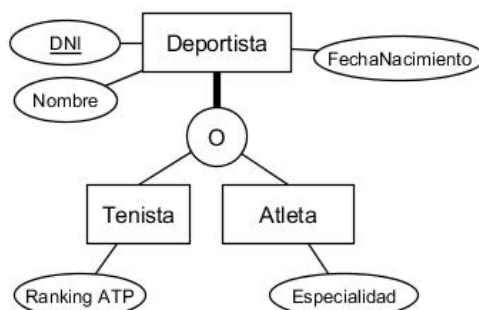 DNI
Deportista
FechaNacimiento
Nombre
O
Tenista
Atleta
Ranking ATP
Especialidad